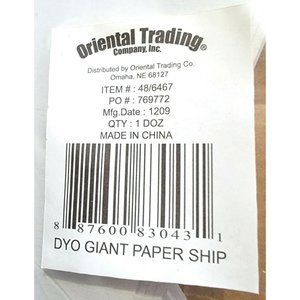 Oriental Trading®
Company, Inc.
Distributed by Oriental Trading Co.
Omaha, NE 68127
ITEM # : 48/6467
PO # : 769772
Mfg.Date : 1209
QTY : 1 DOZ
MADE IN CHINA
8 87600 83043 1
DYO GIANT PAPER SHIP